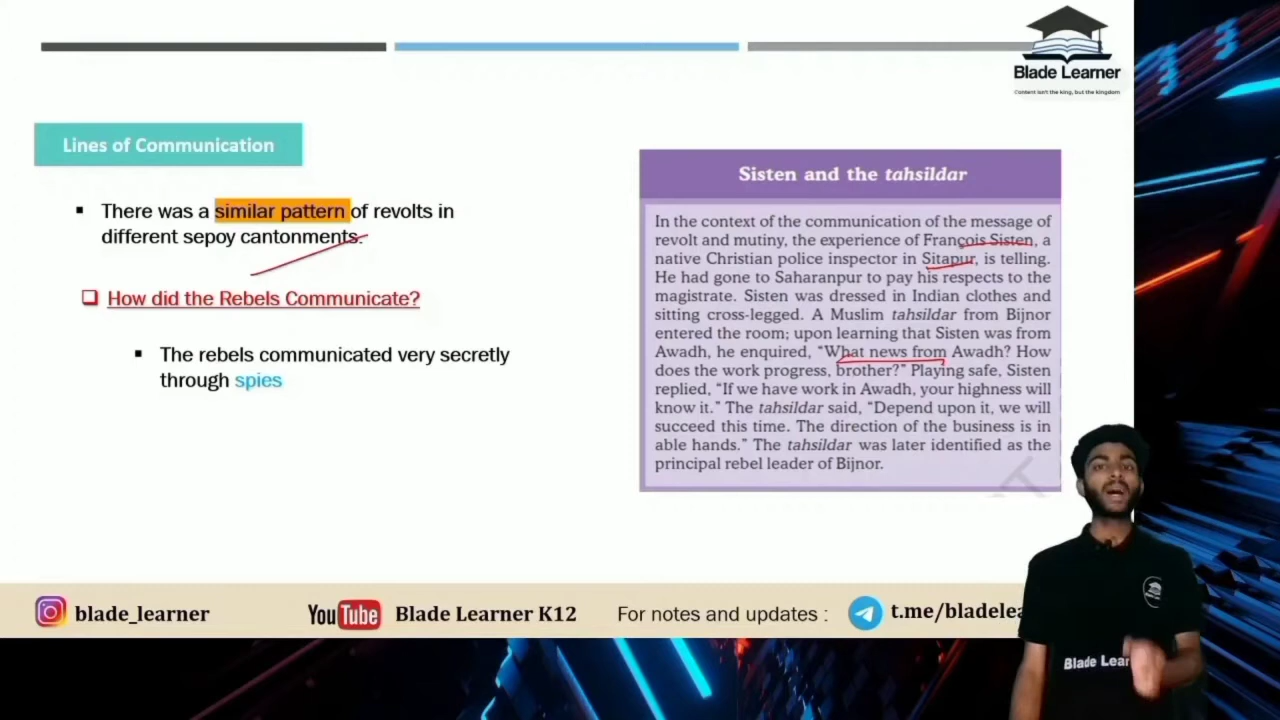 Blade Learner
Content isn't the king, but the kingdom
Lines of Communication
▪ There was a similar pattern of revolts in
different sepoy cantonments.
❑ How did the Rebels Communicate?
▪ The rebels communicated very secretly
through spies
Sisten and the tahsildar
In the context of the communication of the message of
revolt and mutiny, the experience of François Sisten, a
native Christian police inspector in Sitapur, is telling.
He had gone to Saharanpur to pay his respects to the
magistrate. Sisten was dressed in Indian clothes and
sitting cross-legged. A Muslim tahsildar from Bijnor
entered the room; upon learning that Sisten was from
Awadh, he enquired, “What news from Awadh? How
does the work progress, brother?” Playing safe, Sisten
replied, “If we have work in Awadh, your highness will
know it.” The tahsildar said, “Depend upon it, we will
succeed this time. The direction of the business is in
able hands.” The tahsildar was later identified as the
principal rebel leader of Bijnor.
blade_learner
YouTube
Blade Learner K12
For notes and updates :
t.me/bladelea
Blade Lear